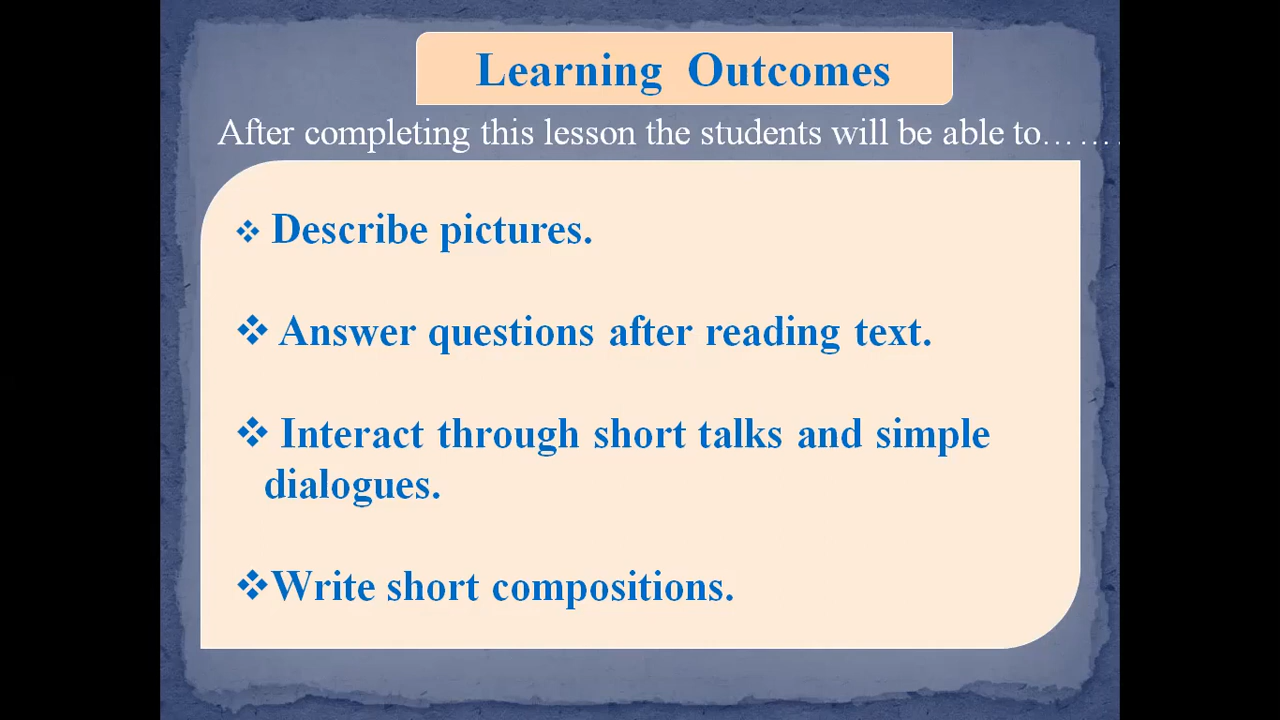 Learning Outcomes
After completing this lesson the students will be able to…….
❖ Describe pictures.
❖ Answer questions after reading text.
❖ Interact through short talks and simple
dialogues.
❖Write short compositions.